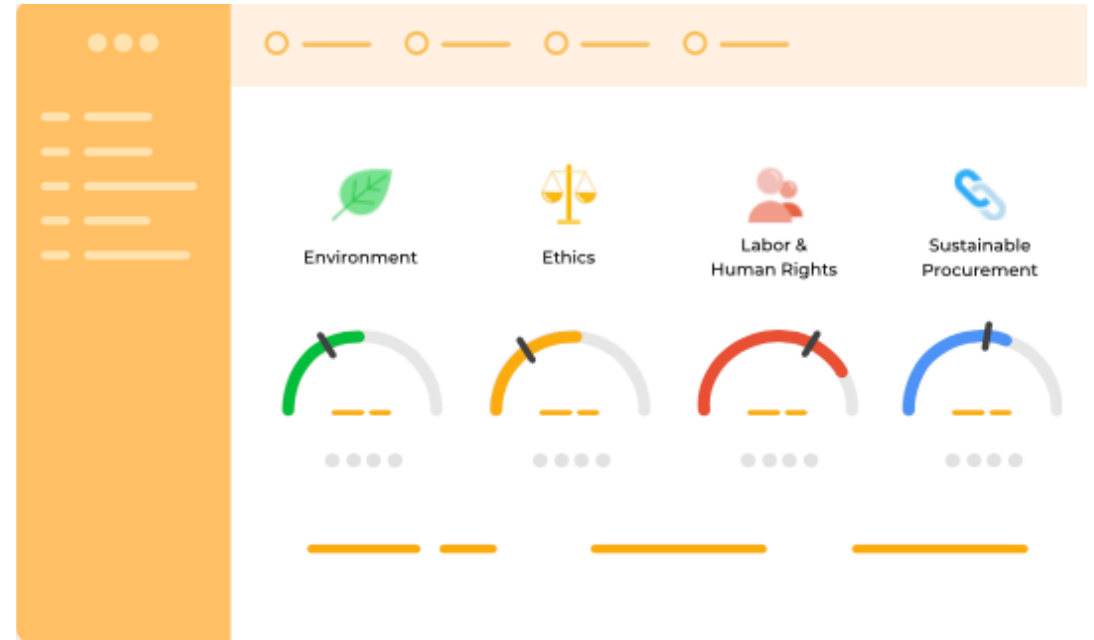 Environment
Ethics
Labor &
Human Rights
Sustainable
Procurement